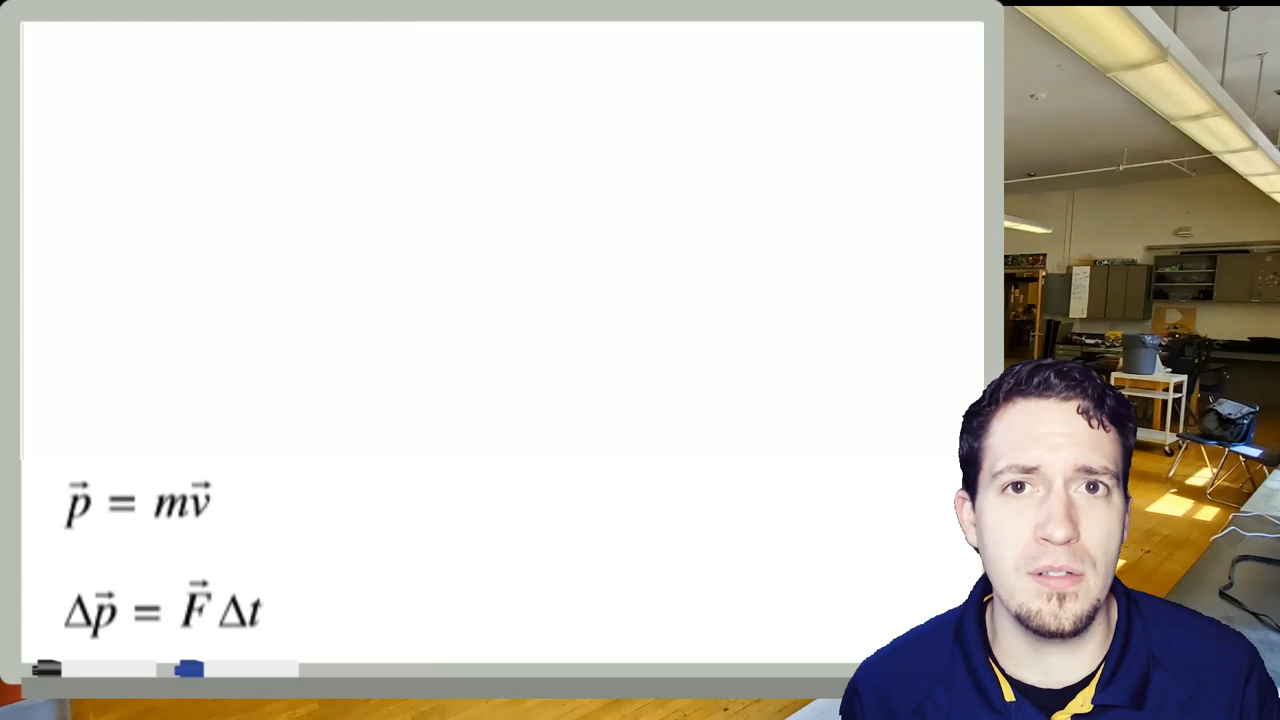 p⃗ = mv⃗
Δp⃗ = F⃗ Δt